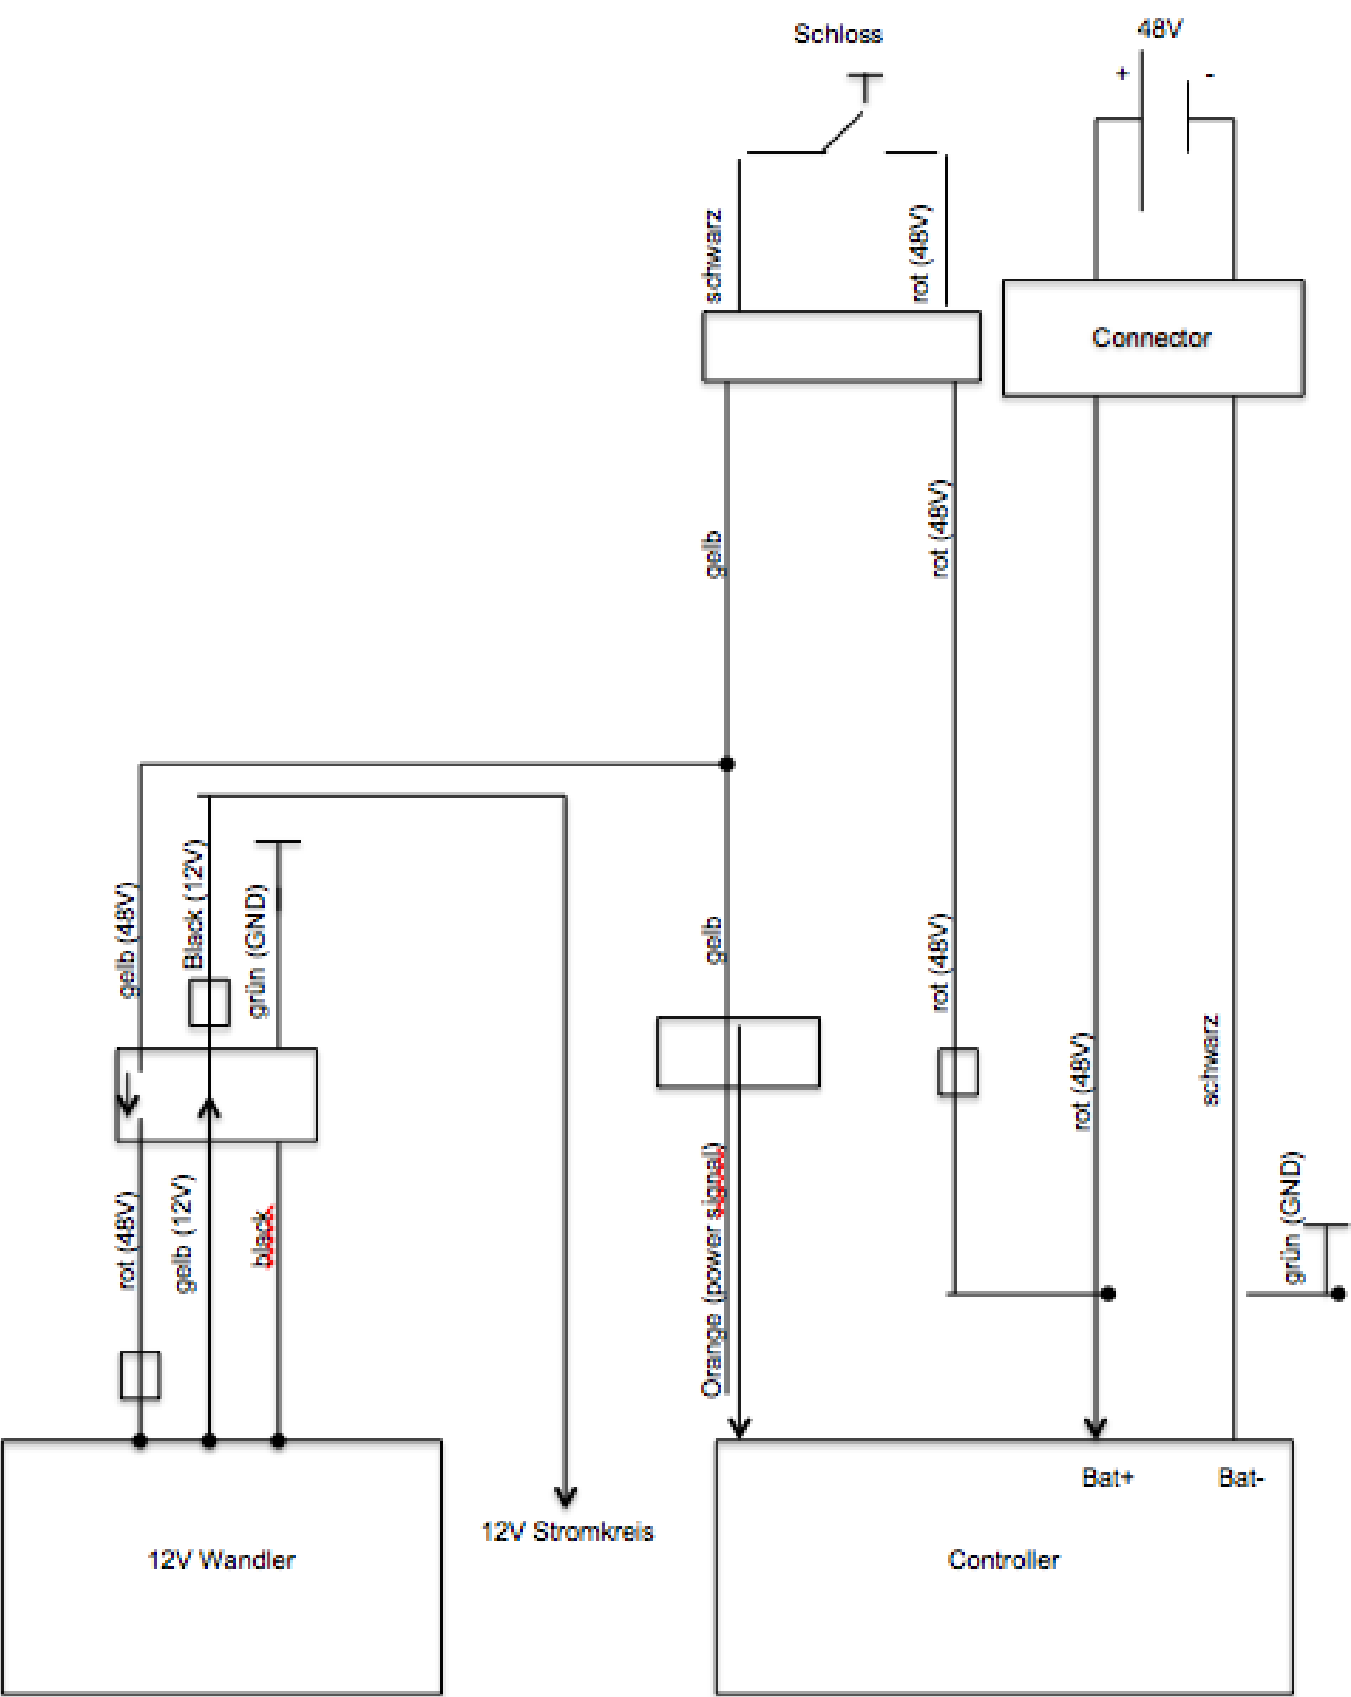 Schloss
48V
+
-
schwarz
rot (48V)
Connector
gelb
rot (48V)
gelb (48V)
Black (12V)
grün (GND)
gelb
rot (48V)
rot (48V)
schwarz
rot (48V)
gelb (12V)
black
Orange (power signal)
grün (GND)
Bat+
Bat-
12V Stromkreis
12V Wandler
Controller